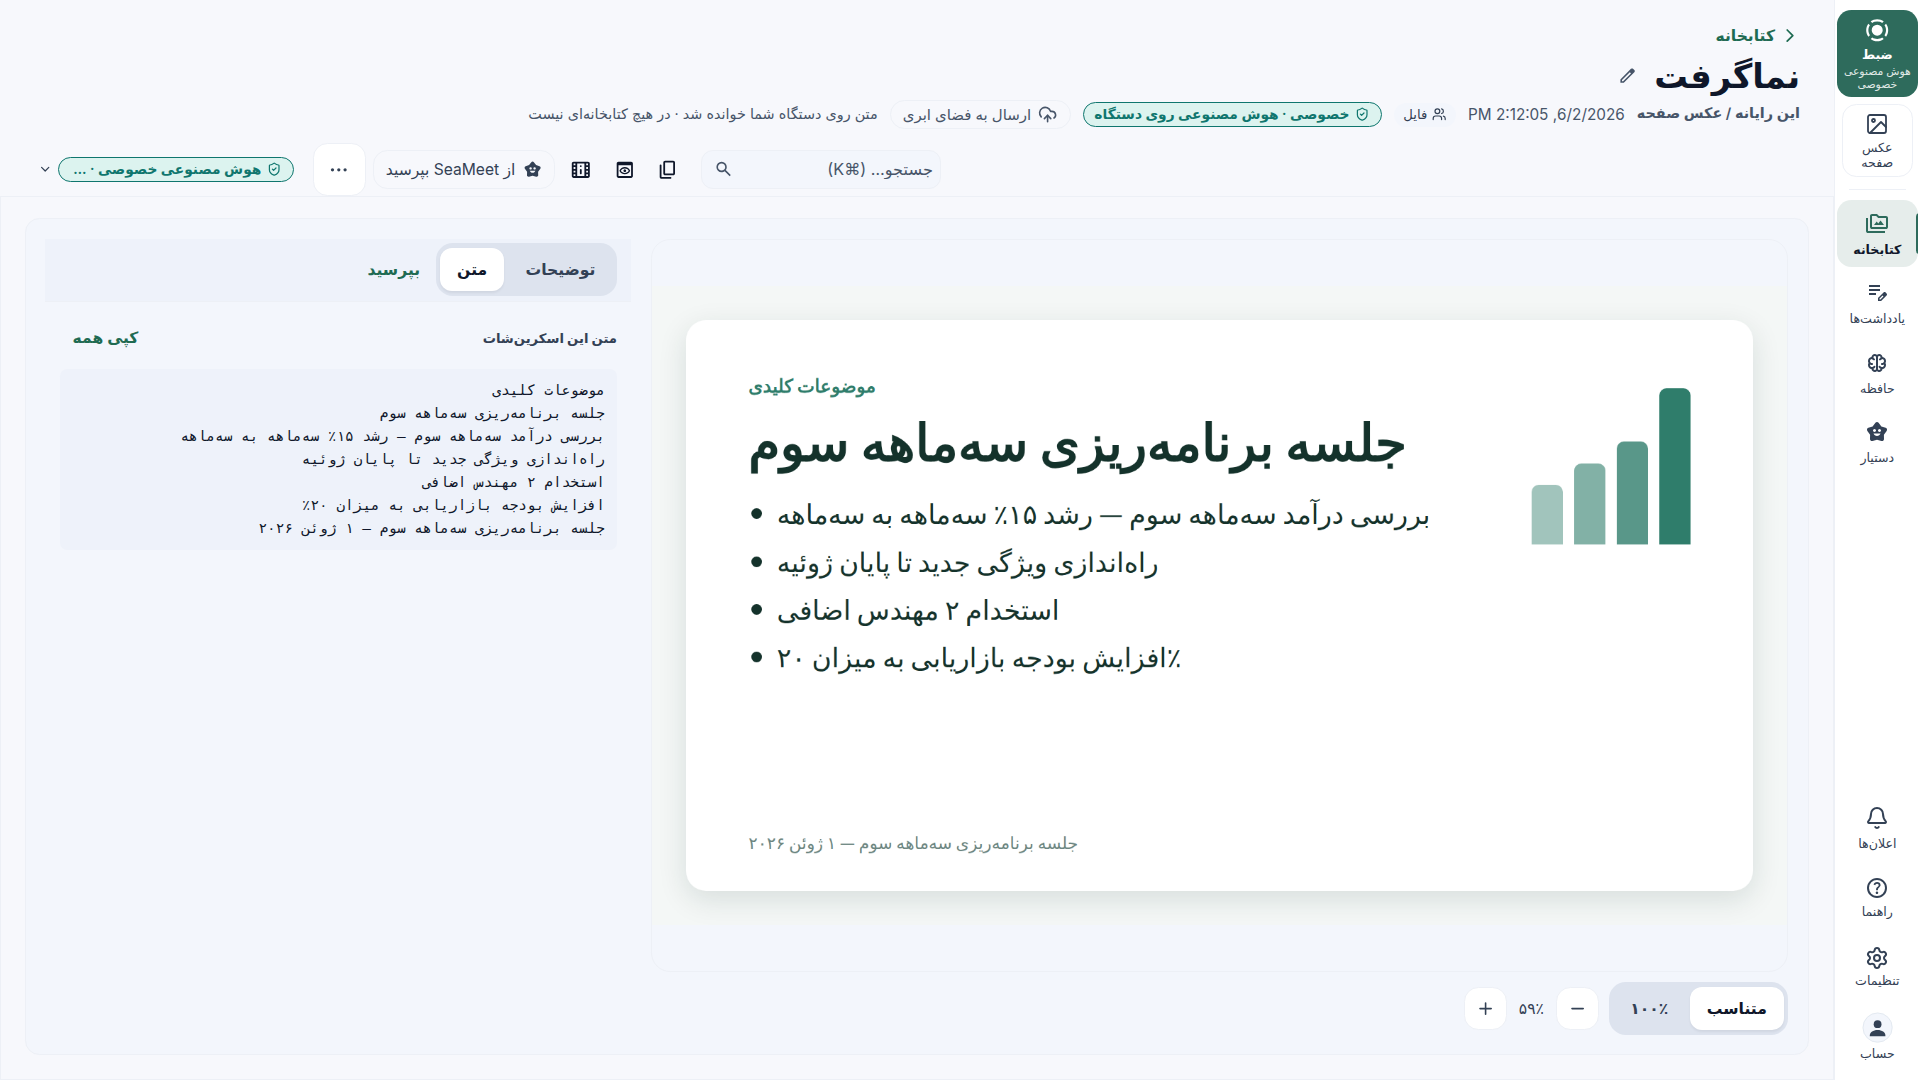 ضبط
هوش مصنوعی
خصوصی
عکس
صفحه
کتابخانه
یادداشت‌ها
حافظه
دستیار
اعلان‌ها
راهنما
تنظیمات
حساب
کتابخانه
نماگرفت
این رایانه / عکس صفحه
6/2/2026, 2:12:05 PM
فایل
خصوصی · هوش مصنوعی روی دستگاه
ارسال به فضای ابری
متن روی دستگاه شما خوانده شد · در هیچ کتابخانه‌ای نیست
جستجو... (⌘K)
از SeaMeet بپرسید
هوش مصنوعی خصوصی · ...
موضوعات کلیدی
جلسه برنامه‌ریزی سه‌ماهه سوم
بررسی درآمد سه‌ماهه سوم — رشد ۱۵٪ سه‌ماهه به سه‌ماهه
راه‌اندازی ویژگی جدید تا پایان ژوئیه
استخدام ۲ مهندس اضافی
افزایش بودجه بازاریابی به میزان ۲۰٪
جلسه برنامه‌ریزی سه‌ماهه سوم — ۱ ژوئن ۲۰۲۶
متناسب
۱۰۰٪
۵۹٪
توضیحات
متن
بپرسید
متن این اسکرین‌شات
کپی همه
موضوعات کلیدی
جلسه برنامه‌ریزی سه‌ماهه سوم
بررسی درآمد سه‌ماهه سوم — رشد ۱۵٪ سه‌ماهه به سه‌ماهه
راه‌اندازی ویژگی جدید تا پایان ژوئیه
استخدام ۲ مهندس اضافی
افزایش بودجه بازاریابی به میزان ۲۰٪
جلسه برنامه‌ریزی سه‌ماهه سوم — ۱ ژوئن ۲۰۲۶